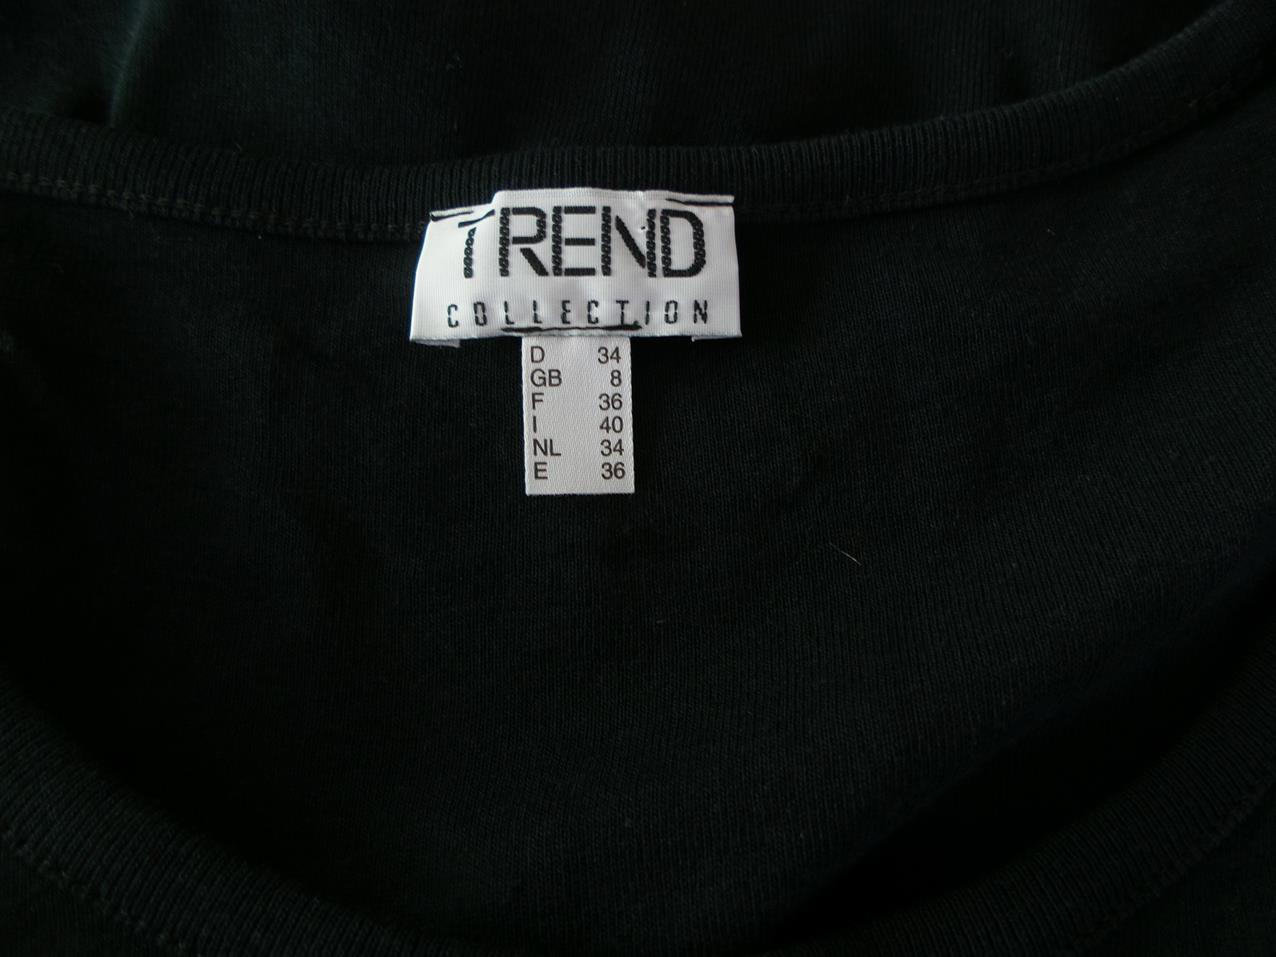 TREND
COLLECTION
D 34
GB 8
F 36
I 40
NL 34
E 36